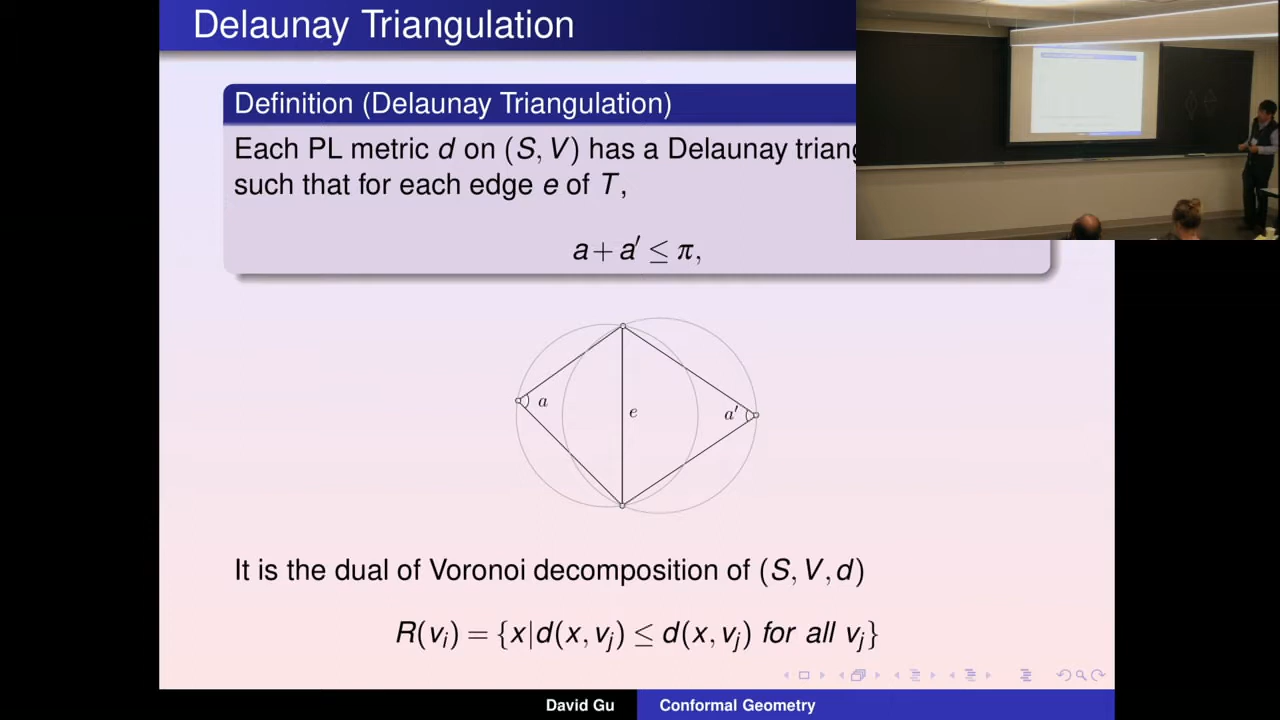 Delaunay Triangulation
Definition (Delaunay Triangulation)
Each PL metric d on (S, V) has a Delaunay
such that for each edge e of T,
a + a′ ≤ π,
a
e
a′
It is the dual of Voronoi decomposition of (S, V, d)
R(vᵢ) = {x|d(x, vⱼ) ≤ d(x, vⱼ) for all vⱼ}
David Gu
Conformal Geometry